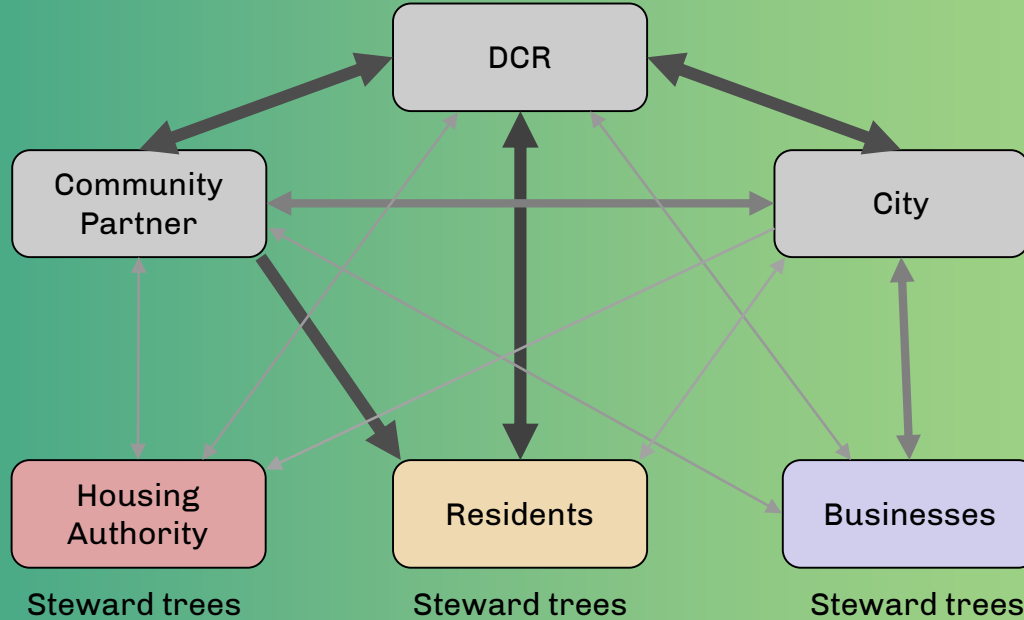 DCR
Community
Partner
City
Housing
Authority
Residents
Businesses
Steward trees
Steward trees
Steward trees